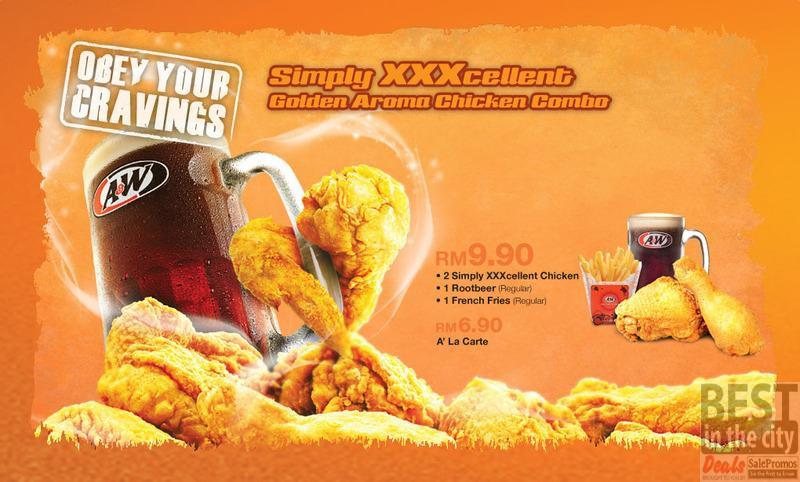 OBEY YOUR
CRAVINGS
Simply XXXcellent
Golden Aroma Chicken Combo
A&W
RM9.90
• 2 Simply XXXcellent Chicken
• 1 Rootbeer (Regular)
• 1 French Fries (Regular)
RM6.90
A' La Carte
A&W
BEST
in the city
Deals
SalePromos